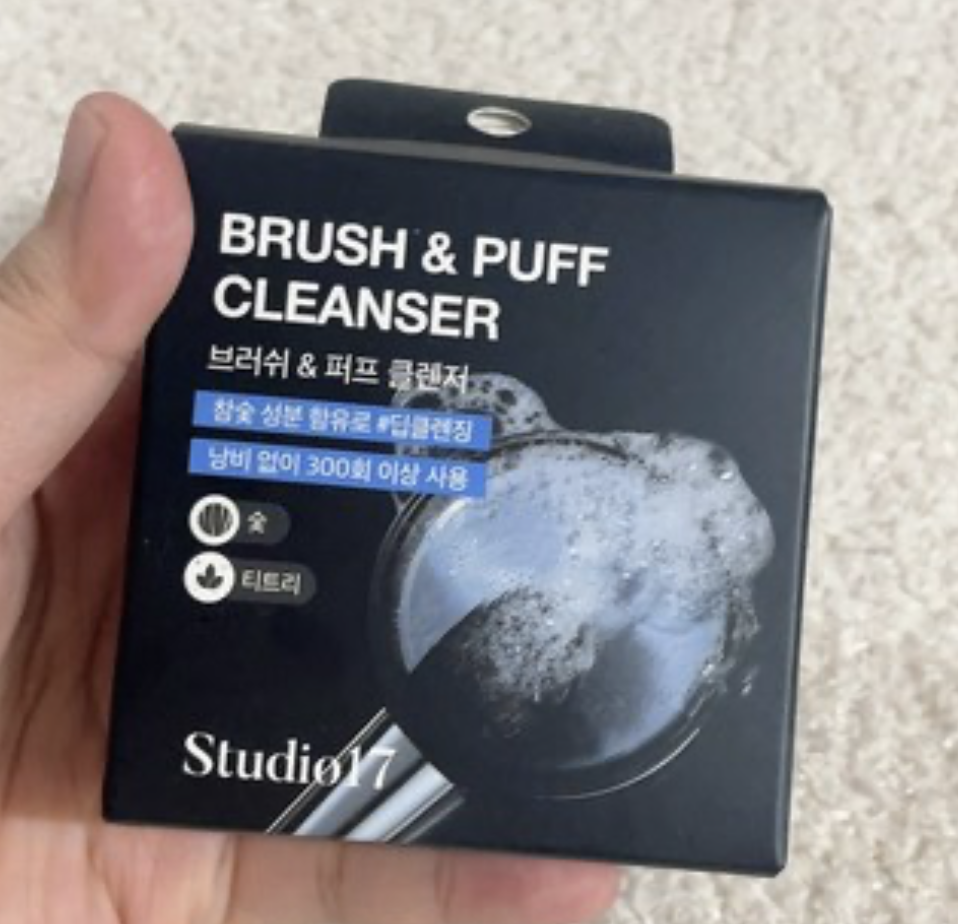 BRUSH & PUFF
CLEANSER
브러쉬 & 퍼프 클렌저
참숯 성분 함유로 #딥클렌징
낭비 없이 300회 이상 사용
숯
티트리
Studio17